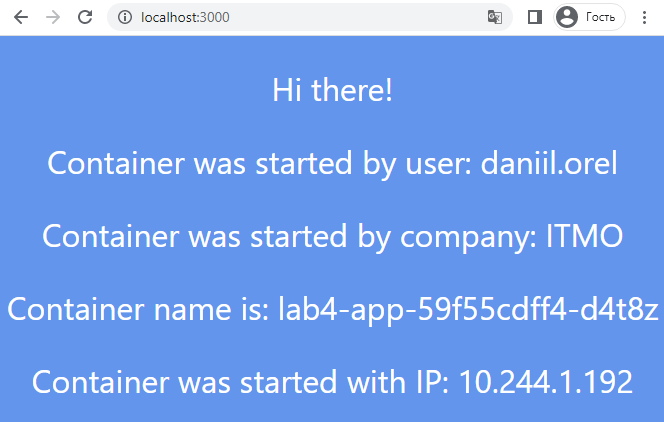 localhost:3000
Гость
Hi there!
Container was started by user: daniil.orel
Container was started by company: ITMO
Container name is: lab4-app-59f55cdff4-d4t8z
Container was started with IP: 10.244.1.192